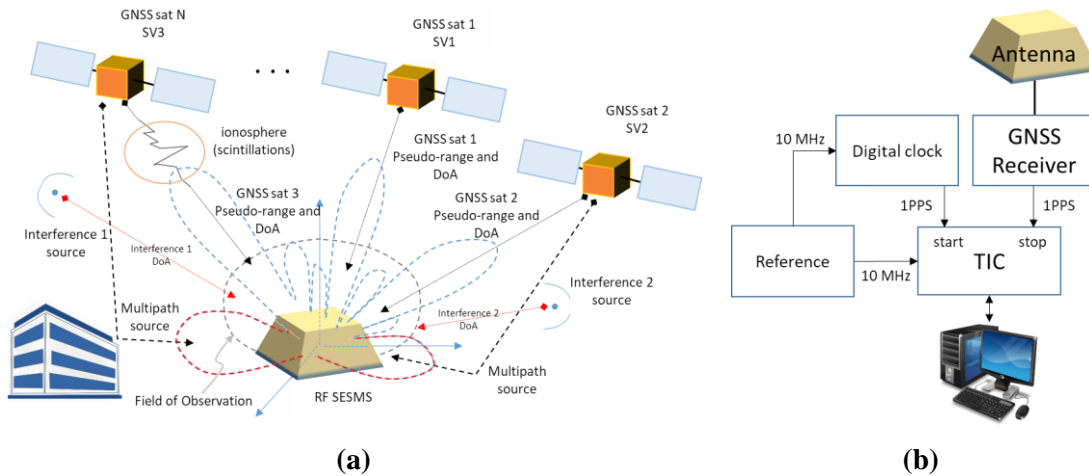 GNSS sat N
SV3
GNSS sat 1
SV1
. . .
GNSS sat 2
SV2
ionosphere
(scintillations)
GNSS sat 1
Pseudo-range and
DoA
GNSS sat 3
Pseudo-range and
DoA
GNSS sat 2
Pseudo-range and
DoA
Interference 1
source
Interference 1
DoA
Interference 2
source
Interference 2
DoA
Multipath
source
Multipath
source
Field of Observation
RF SESMS
(a)
Antenna
10 MHz
Digital clock
GNSS
Receiver
1PPS
1PPS
start
stop
TIC
Reference
10 MHz
(b)